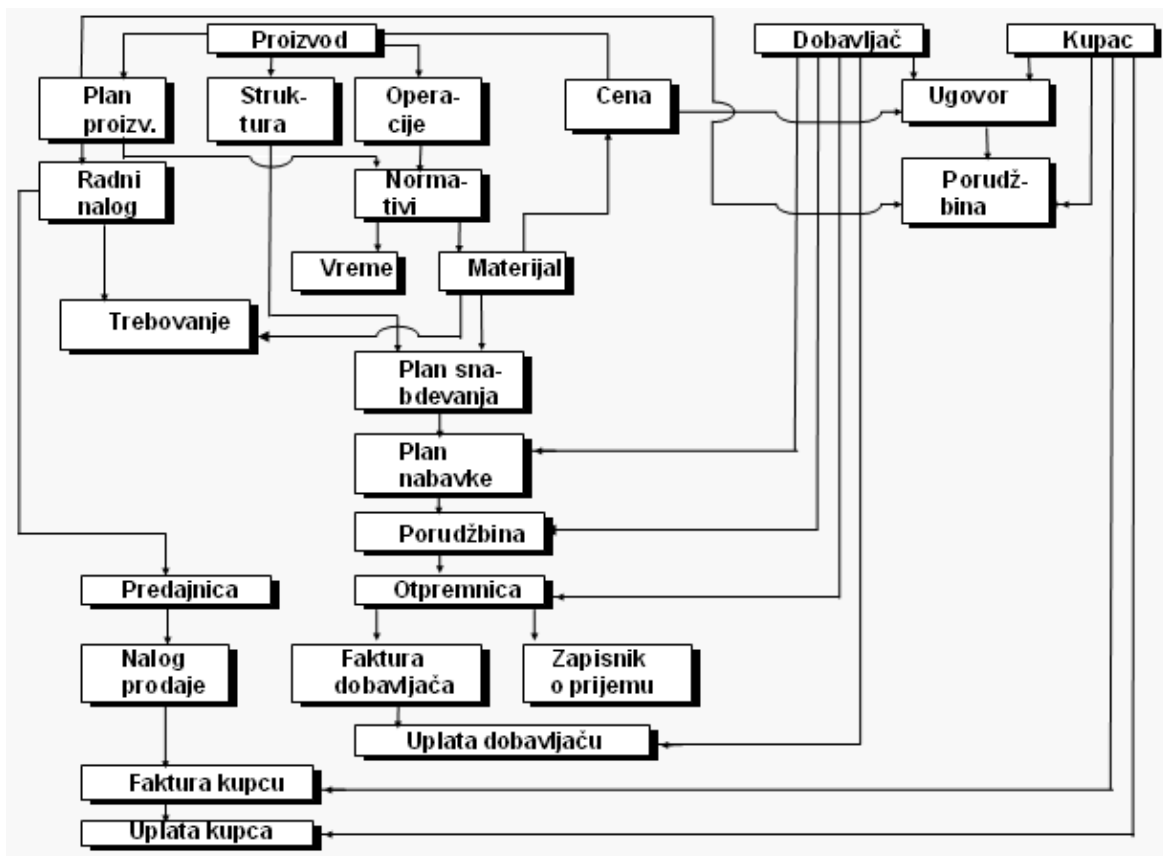 Proizvod
Dobavljač
Kupac
Plan
proizv.
Struk-
tura
Opera-
cije
Cena
Ugovor
Radni
nalog
Norma-
tivi
Porudž-
bina
Vreme
Materijal
Trebovanje
Plan sna-
bdevanja
Plan
nabavke
Porudžbina
Predajnica
Otpremnica
Nalog
prodaje
Faktura
dobavljača
Zapisnik
o prijemu
Uplata dobavljaču
Faktura kupcu
Uplata kupca